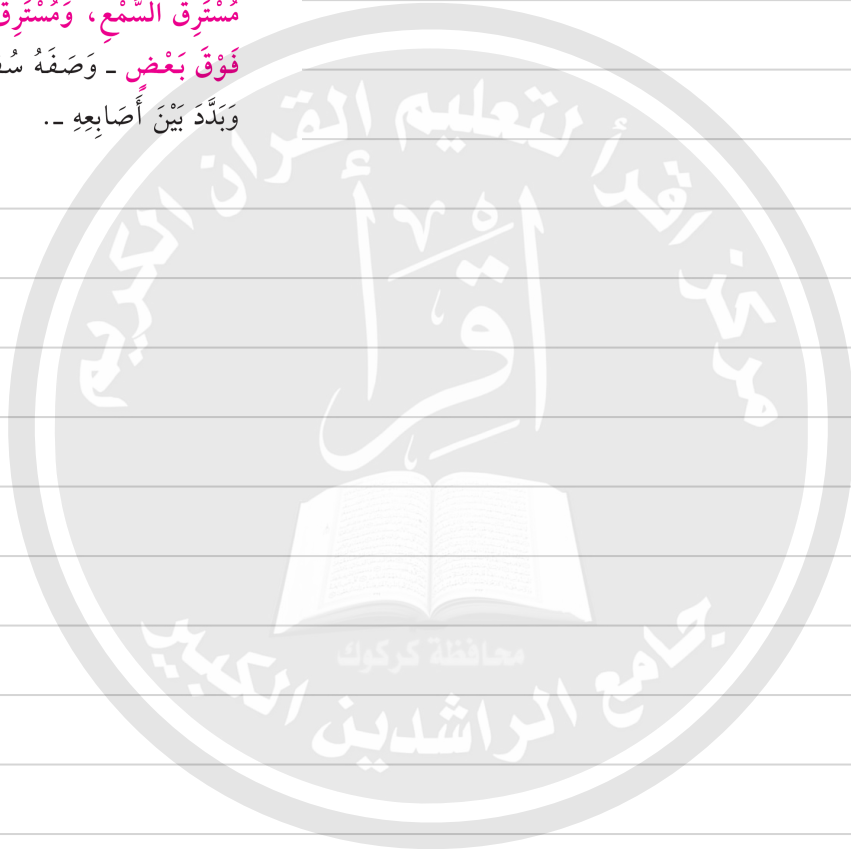 مُسْتَرِقُ السَّمْعِ، وَمُسْتَرِقُ
فَوْقَ بَعْضٍ ـ وَصَفَهُ
وَبَدَّدَ بَيْنَ أَصَابِعِهِ ـ.
مركز اقرأ لتعليم القرآن الكريم
اقرأ
محافظة كركوك
جامع الراشدين الكبير